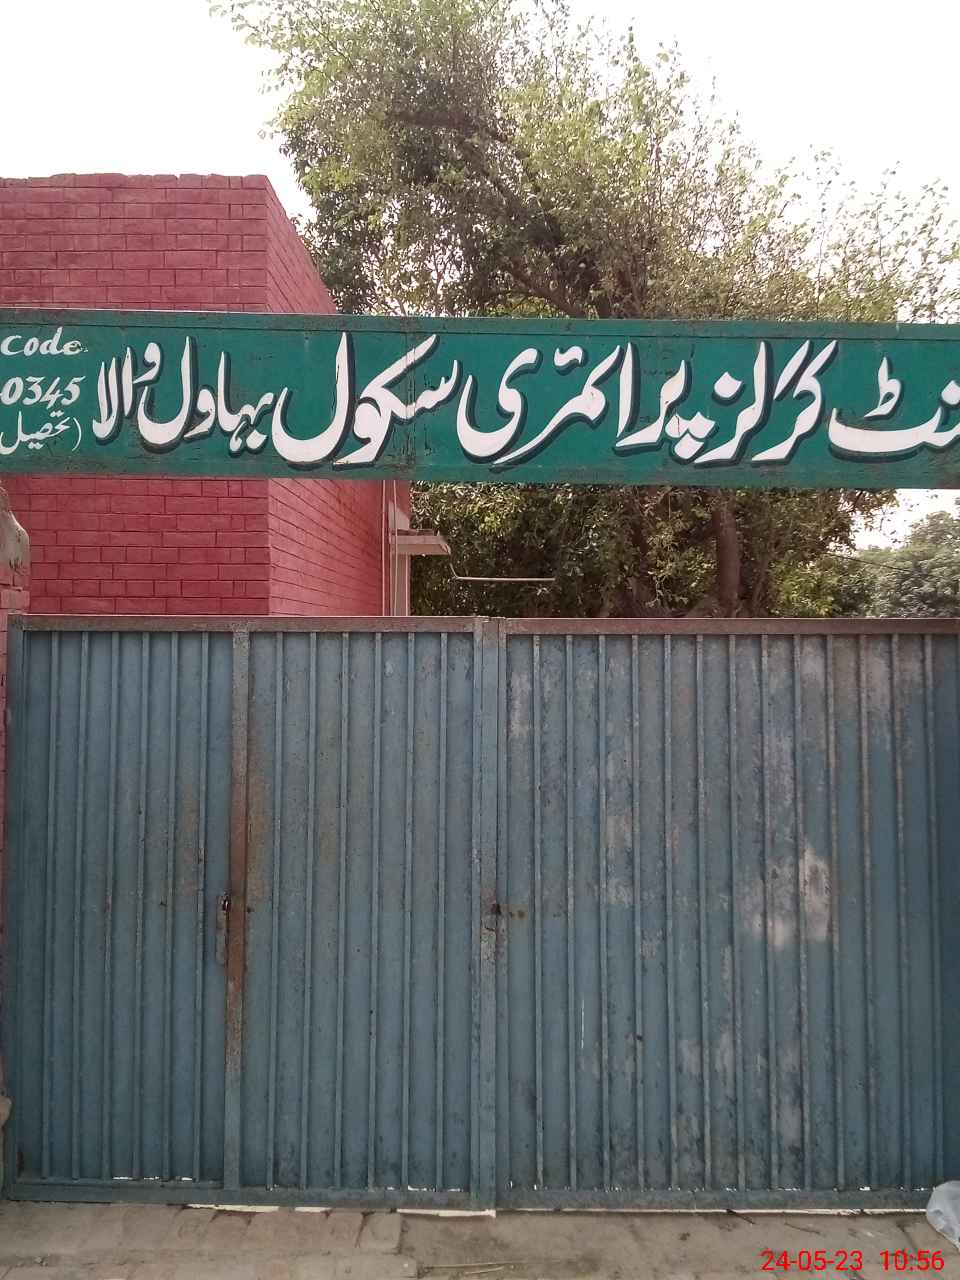 نٹ گرلز پرائمری سکول بہاول والا
Code
0345
(تحصیل
24-05-23 10:56